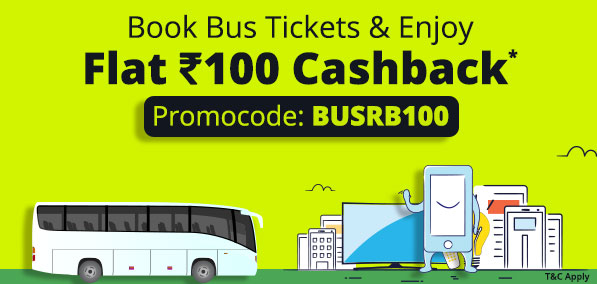 Book Bus Tickets & Enjoy
Flat ₹100 Cashback*
Promocode: BUSRB100
T&C Apply